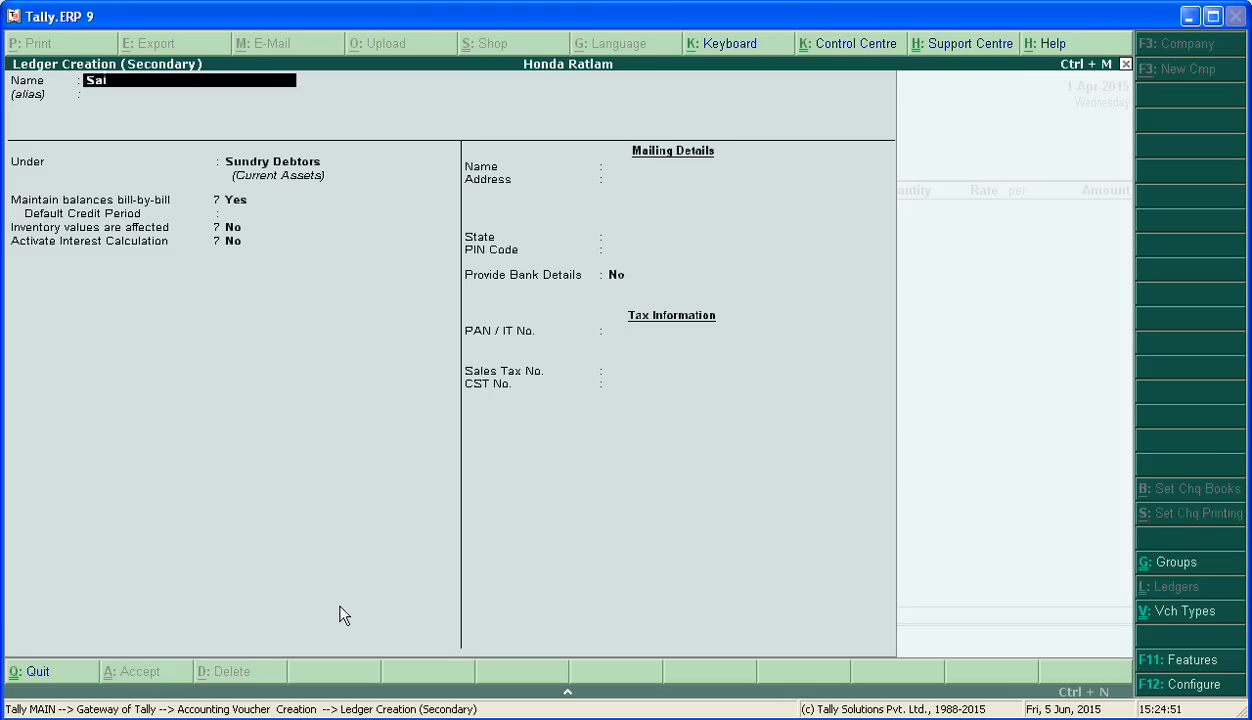 Tally.ERP 9
P: Print E: Export M: E-Mail O: Upload S: Shop G: Language K: Keyboard K: Control Centre H: Support Centre H: Help
F3: Company
Ledger Creation (Secondary) Honda Ratlam Ctrl + M
F3: New Cmp
Name : Sai
(alias) :
1-Apr-2015
Wednesday
Under : Sundry Debtors
(Current Assets)
Maintain balances bill-by-bill ? Yes
Default Credit Period :
Inventory values are affected ? No
Activate Interest Calculation ? No
Mailing Details
Name :
Address :
State :
PIN Code :
Provide Bank Details : No
Tax Information
PAN / IT No. :
Sales Tax No. :
CST No. :
antity Rate per Amount
B: Set Chq Books
S: Set Chq Printing
G: Groups
L: Ledgers
V: Vch Types
F11: Features
F12: Configure
Q: Quit A: Accept D: Delete
Ctrl + N
Tally MAIN --> Gateway of Tally --> Accounting Voucher Creation --> Ledger Creation (Secondary) (c) Tally Solutions Pvt. Ltd., 1988-2015 Fri, 5 Jun, 2015 15:24:51